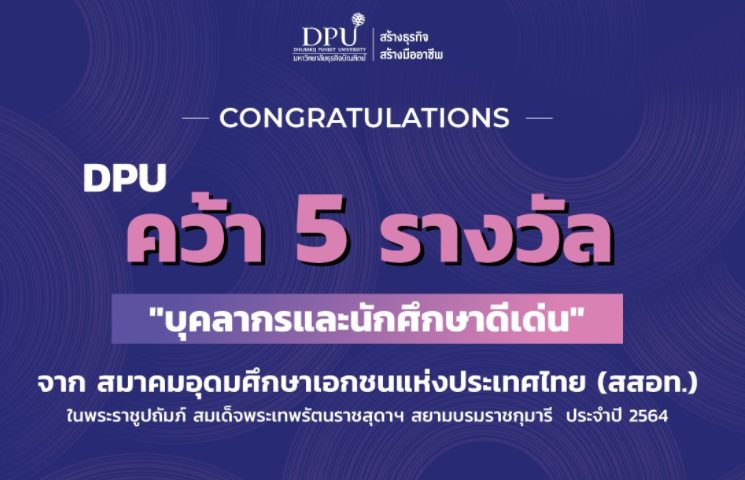 DPU
DHURAKIJ PUNDIT UNIVERSITY
มหาวิทยาลัยธุรกิจบัณฑิตย์
สร้างธุรกิจ
สร้างมืออาชีพ
CONGRATULATIONS
DPU
คว้า 5 รางวัล
"บุคลากรและนักศึกษาดีเด่น"
จาก สมาคมอุดมศึกษาเอกชนแห่งประเทศไทย (สสอท.)
ในพระราชูปถัมภ์ สมเด็จพระเทพรัตนราชสุดาฯ สยามบรมราชกุมารี ประจำปี 2564